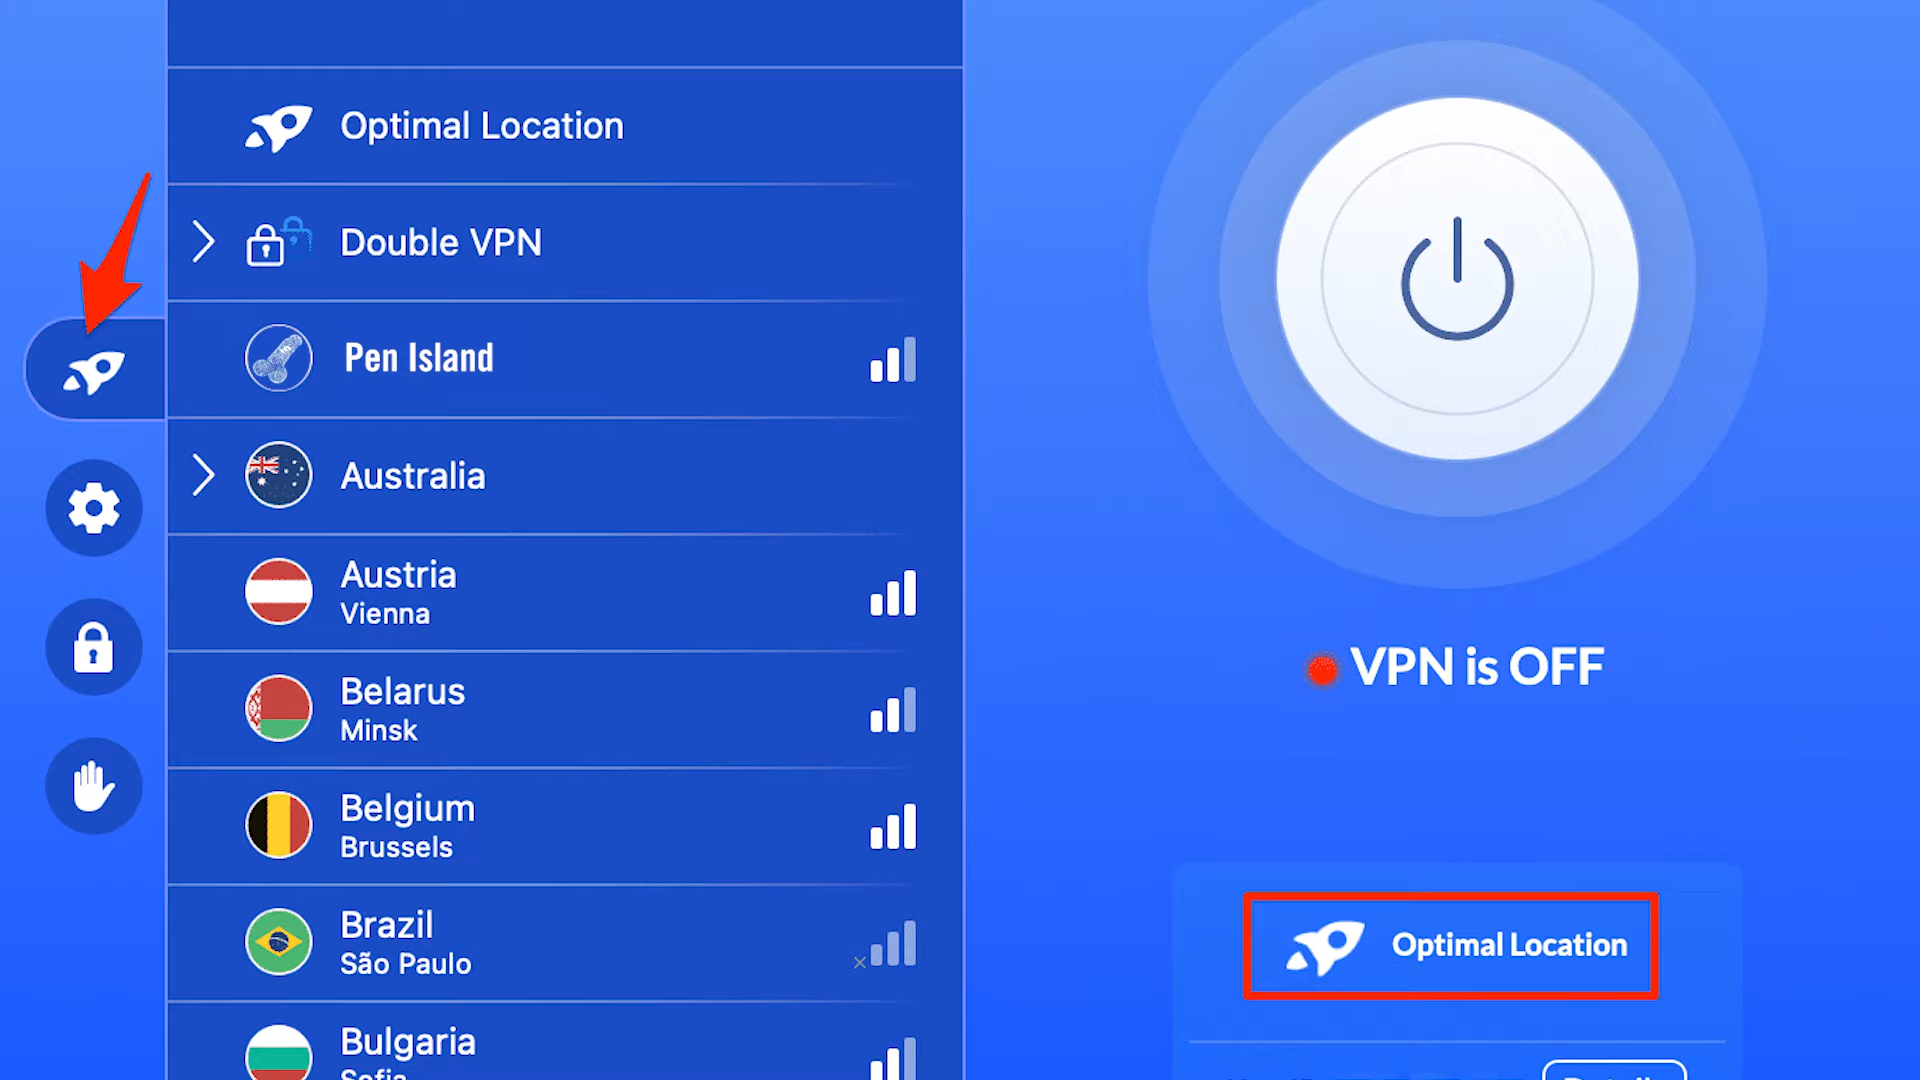 Optimal Location
Double VPN
Pen Island
Australia
Austria
Vienna
Belarus
Minsk
Belgium
Brussels
Brazil
São Paulo
Bulgaria
Sofia
VPN is OFF
Optimal Location